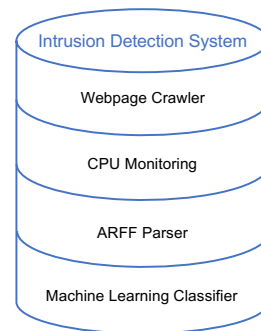 Intrusion Detection System
Webpage Crawler
CPU Monitoring
ARFF Parser
Machine Learning Classifier